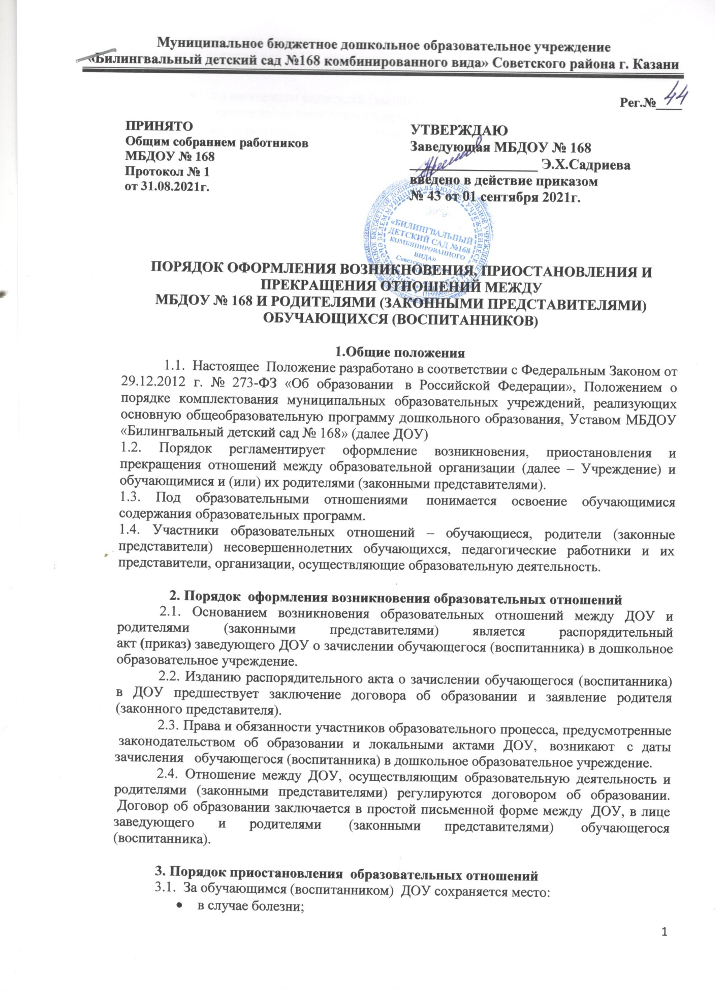 Муниципальное бюджетное дошкольное образовательное учреждение
«Билингвальный детский сад №168 комбинированного вида» Советского района г. Казани
Рег.№ 44
ПРИНЯТО
Общим собранием работников
МБДОУ № 168
Протокол № 1
от 31.08.2021г.
УТВЕРЖДАЮ
Заведующая МБДОУ № 168
__________________ Э.Х.Садриева
введено в действие приказом
№ 43 от 01 сентября 2021г.
«БИЛИНГВАЛЬНЫЙ
ДЕТСКИЙ САД №168
КОМБИНИРОВАННОГО
ВИДА»
ПОРЯДОК ОФОРМЛЕНИЯ ВОЗНИКНОВЕНИЯ, ПРИОСТАНОВЛЕНИЯ И
ПРЕКРАЩЕНИЯ ОТНОШЕНИЙ МЕЖДУ
МБДОУ № 168 И РОДИТЕЛЯМИ (ЗАКОННЫМИ ПРЕДСТАВИТЕЛЯМИ)
ОБУЧАЮЩИХСЯ (ВОСПИТАННИКОВ)
1.Общие положения
1.1. Настоящее Положение разработано в соответствии с Федеральным Законом от
29.12.2012 г. № 273-ФЗ «Об образовании в Российской Федерации», Положением о
порядке комплектования муниципальных образовательных учреждений, реализующих
основную общеобразовательную программу дошкольного образования, Уставом МБДОУ
«Билингвальный детский сад № 168» (далее ДОУ)
1.2. Порядок регламентирует оформление возникновения, приостановления и
прекращения отношений между образовательной организации (далее – Учреждение) и
обучающимися и (или) их родителями (законными представителями).
1.3. Под образовательными отношениями понимается освоение обучающимися
содержания образовательных программ.
1.4. Участники образовательных отношений – обучающиеся, родители (законные
представители) несовершеннолетних обучающихся, педагогические работники и их
представители, организации, осуществляющие образовательную деятельность.
2. Порядок оформления возникновения образовательных отношений
2.1. Основанием возникновения образовательных отношений между ДОУ и
родителями (законными представителями) является распорядительный
акт (приказ) заведующего ДОУ о зачислении обучающегося (воспитанника) в дошкольное
образовательное учреждение.
2.2. Изданию распорядительного акта о зачислении обучающегося (воспитанника)
в ДОУ предшествует заключение договора об образовании и заявление родителя
(законного представителя).
2.3. Права и обязанности участников образовательного процесса, предусмотренные
законодательством об образовании и локальными актами ДОУ, возникают с даты
зачисления обучающегося (воспитанника) в дошкольное образовательное учреждение.
2.4. Отношение между ДОУ, осуществляющим образовательную деятельность и
родителями (законными представителями) регулируются договором об образовании.
Договор об образовании заключается в простой письменной форме между ДОУ, в лице
заведующего и родителями (законными представителями) обучающегося
(воспитанника).
3. Порядок приостановления образовательных отношений
3.1. За обучающимся (воспитанником) ДОУ сохраняется место:
• в случае болезни;
1